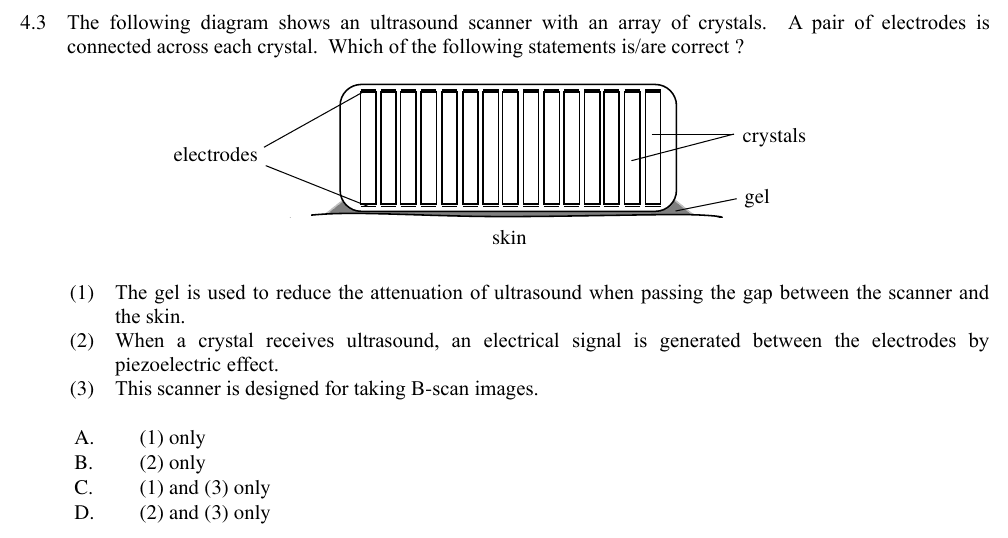 4.3 The following diagram shows an ultrasound scanner with an array of crystals. A pair of electrodes is
connected across each crystal. Which of the following statements is/are correct ?
crystals
electrodes
gel
skin
(1) The gel is used to reduce the attenuation of ultrasound when passing the gap between the scanner and
the skin.
(2) When a crystal receives ultrasound, an electrical signal is generated between the electrodes by
piezoelectric effect.
(3) This scanner is designed for taking B-scan images.
A. (1) only
B. (2) only
C. (1) and (3) only
D. (2) and (3) only